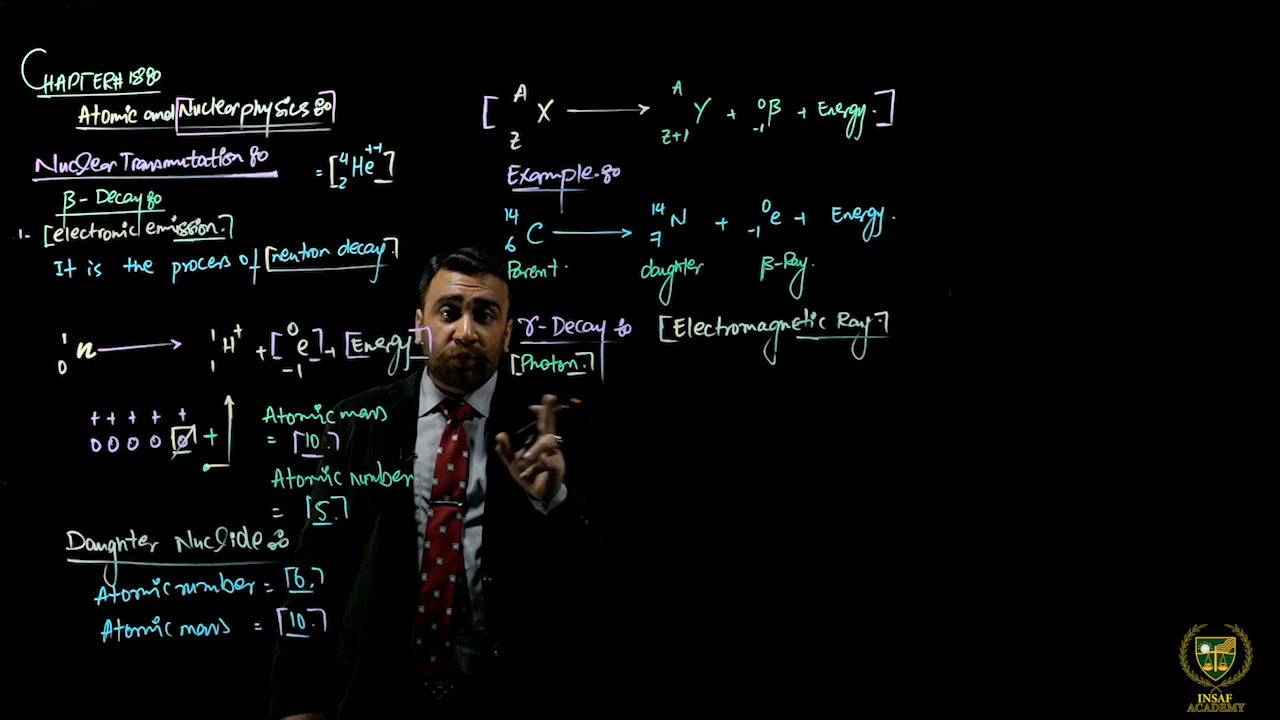 CHAPTER# 18 :-
Atomic and [Nuclear physics :-]
Nuclear Transmutation :-
= [⁴₂He⁺⁺]
β- Decay :-
1- [electronic emission.]
It is the process of [neutron decay.]
¹₀n ⟶ ¹₁H⁺ + [⁰₋₁e] + [Energy]
+ + + + +
0 0 0 0 0 +
Atomic mass
= [10.]
Atomic number
= [5.]
Daughter Nuclide :-
Atomic number = [6.]
Atomic mass = [10.]
[ᴬ_Z X ⟶ ᴬ_Z+1 Y + ⁰₋₁β + Energy.]
Example :-
¹⁴₆C ⟶ ¹⁴₇N + ⁰₋₁e + Energy.
Parent. daughter β-Ray.
γ-Decay :- [Electromagnetic Ray.]
[Photon.]
INSAF
ACADEMY